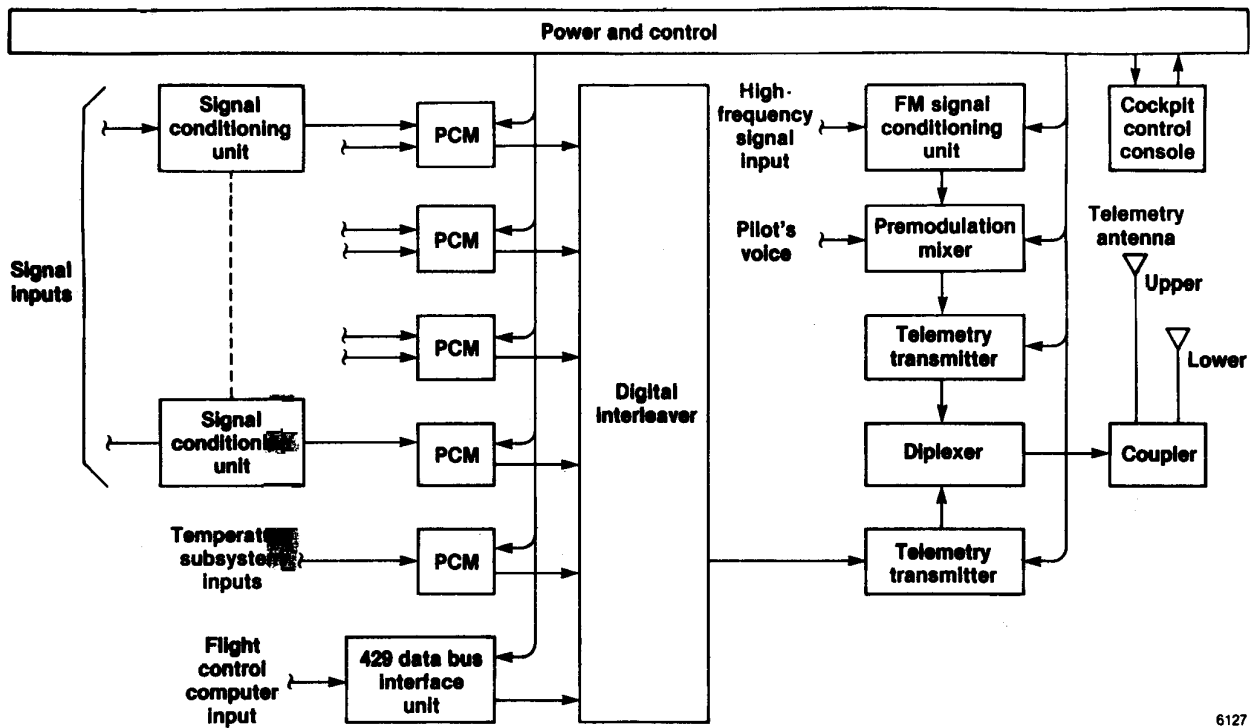 Power and control
Signal
conditioning
unit
PCM
High-
frequency
signal
input
FM signal
conditioning
unit
Cockpit
control
console
PCM
Pilot's
voice
Premodulation
mixer
Telemetry
antenna
Upper
Signal
inputs
PCM
Digital
interleaver
Telemetry
transmitter
Lower
Signal
unit
PCM
Diplexer
Coupler
inputs
PCM
Telemetry
transmitter
Flight
control
computer
input
429 data bus
interface
unit
6127